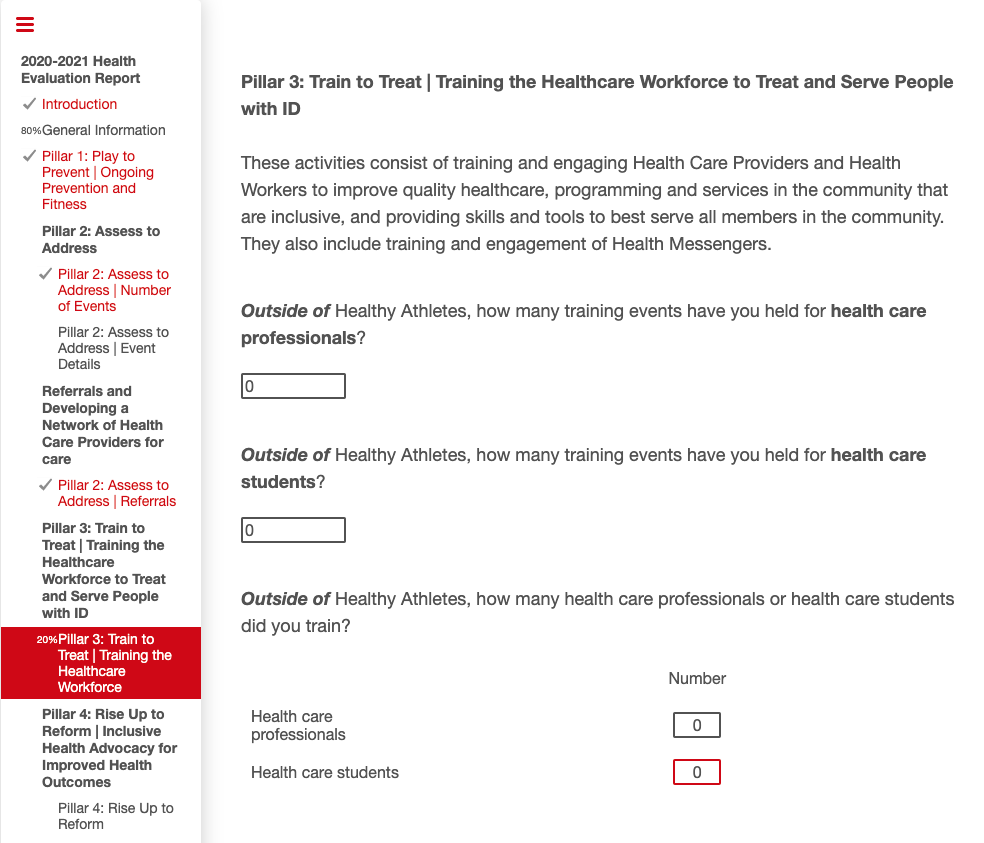 2020-2021 Health
Evaluation Report
Introduction
80% General Information
Pillar 1: Play to
Prevent | Ongoing
Prevention and
Fitness
Pillar 2: Assess to
Address
Pillar 2: Assess to
Address | Number
of Events
Pillar 2: Assess to
Address | Event
Details
Referrals and
Developing a
Network of Health
Care Providers for
care
Pillar 2: Assess to
Address | Referrals
Pillar 3: Train to
Treat | Training the
Healthcare
Workforce to Treat
and Serve People
with ID
20% Pillar 3: Train to
Treat | Training the
Healthcare
Workforce
Pillar 4: Rise Up to
Reform | Inclusive
Health Advocacy for
Improved Health
Outcomes
Pillar 4: Rise Up to
Reform
Pillar 3: Train to Treat | Training the Healthcare Workforce to Treat and Serve People
with ID
These activities consist of training and engaging Health Care Providers and Health
Workers to improve quality healthcare, programming and services in the community that
are inclusive, and providing skills and tools to best serve all members in the community.
They also include training and engagement of Health Messengers.
Outside of Healthy Athletes, how many training events have you held for health care
professionals?
0
Outside of Healthy Athletes, how many training events have you held for health care
students?
0
Outside of Healthy Athletes, how many health care professionals or health care students
did you train?
Number
Health care
professionals
0
Health care students
0